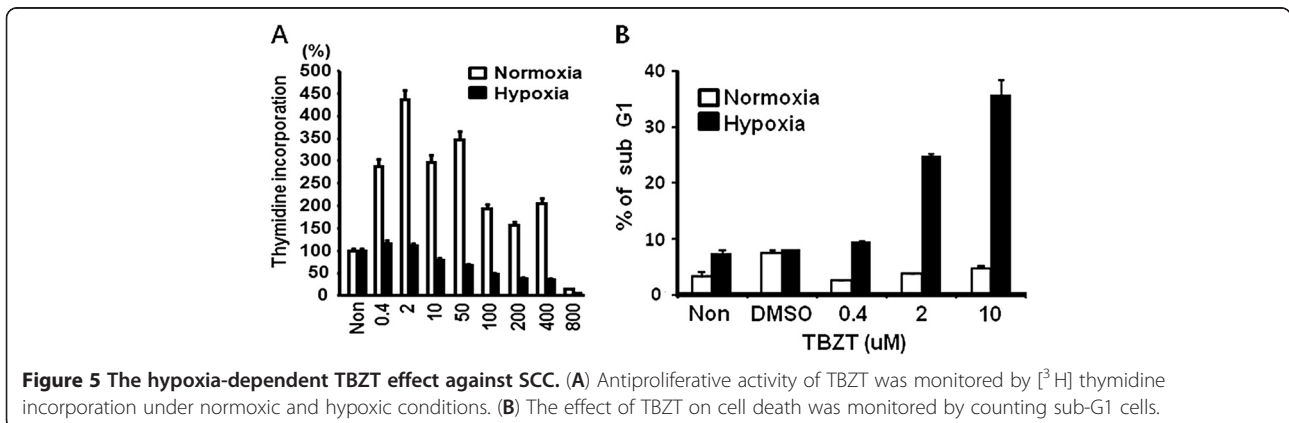 A
(%)
Thymidine incorporation
500
450
400
350
300
250
200
150
100
50
0
Normoxia
Hypoxia
Non
0.4
2
10
50
100
200
400
800
B
% of sub G1
40
30
20
10
0
Normoxia
Hypoxia
Non DMSO 0.4 2 10
TBZT (uM)
Figure 5 The hypoxia-dependent TBZT effect against SCC. (A) Antiproliferative activity of TBZT was monitored by [³ H] thymidine
incorporation under normoxic and hypoxic conditions. (B) The effect of TBZT on cell death was monitored by counting sub-G1 cells.